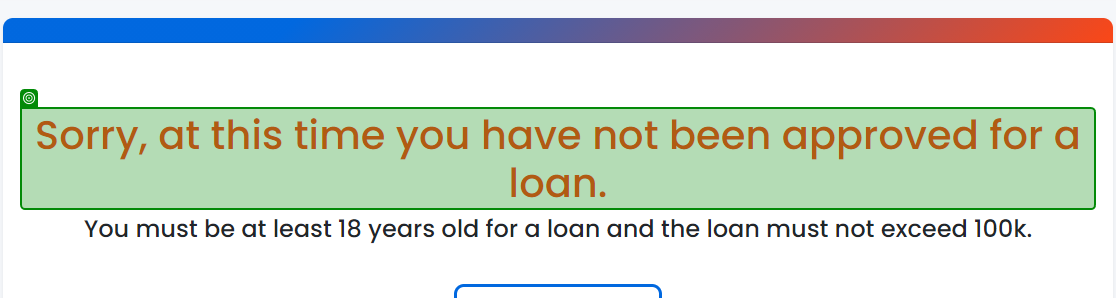 Sorry, at this time you have not been approved for a
loan.
You must be at least 18 years old for a loan and the loan must not exceed 100k.